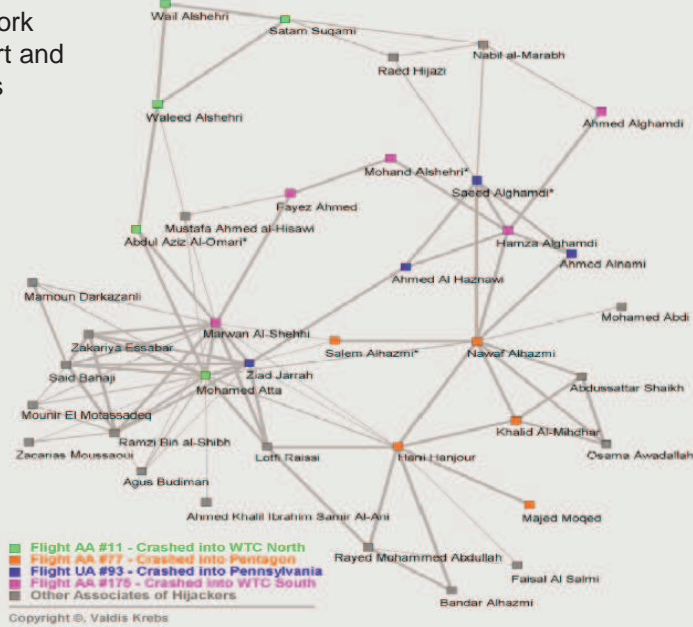 ork
rt and
s
Wail Alshehri
Satam Suqami
Nabil al-Marabh
Raed Hijazi
Waleed Alshehri
Ahmed Alghamdi
Mohand Alshehri*
Saeed Alghamdi*
Fayez Ahmed
Mustafa Ahmed al-Hisawi
Abdul Aziz Al-Omari*
Hamza Alghamdi
Ahmed Alnami
Ahmed Al Haznawi
Mamoun Darkazanli
Mohamed Abdi
Marwan Al-Shehhi
Zakariya Essabar
Salem Alhazmi*
Nawaf Alhazmi
Said Bahaji
Ziad Jarrah
Mohamed Atta
Abdussattar Shaikh
Mounir El Motassadeq
Khalid Al-Mihdhar
Zacarias Moussaoui
Ramzi Bin al-Shibh
Lotfi Raissi
Hani Hanjour
Osama Awadallah
Agus Budiman
Ahmed Khalil Ibrahim Samir Al-Ani
Majed Moqed
Flight AA #11 - Crashed into WTC North
Flight AA #77 - Crashed into Pentagon
Flight UA #93 - Crashed into Pennsylvania
Flight AA #175 - Crashed into WTC South
Other Associates of Hijackers
Rayed Mohammed Abdullah
Faisal Al Salmi
Bandar Alhazmi
Copyright ©, Valdis Krebs